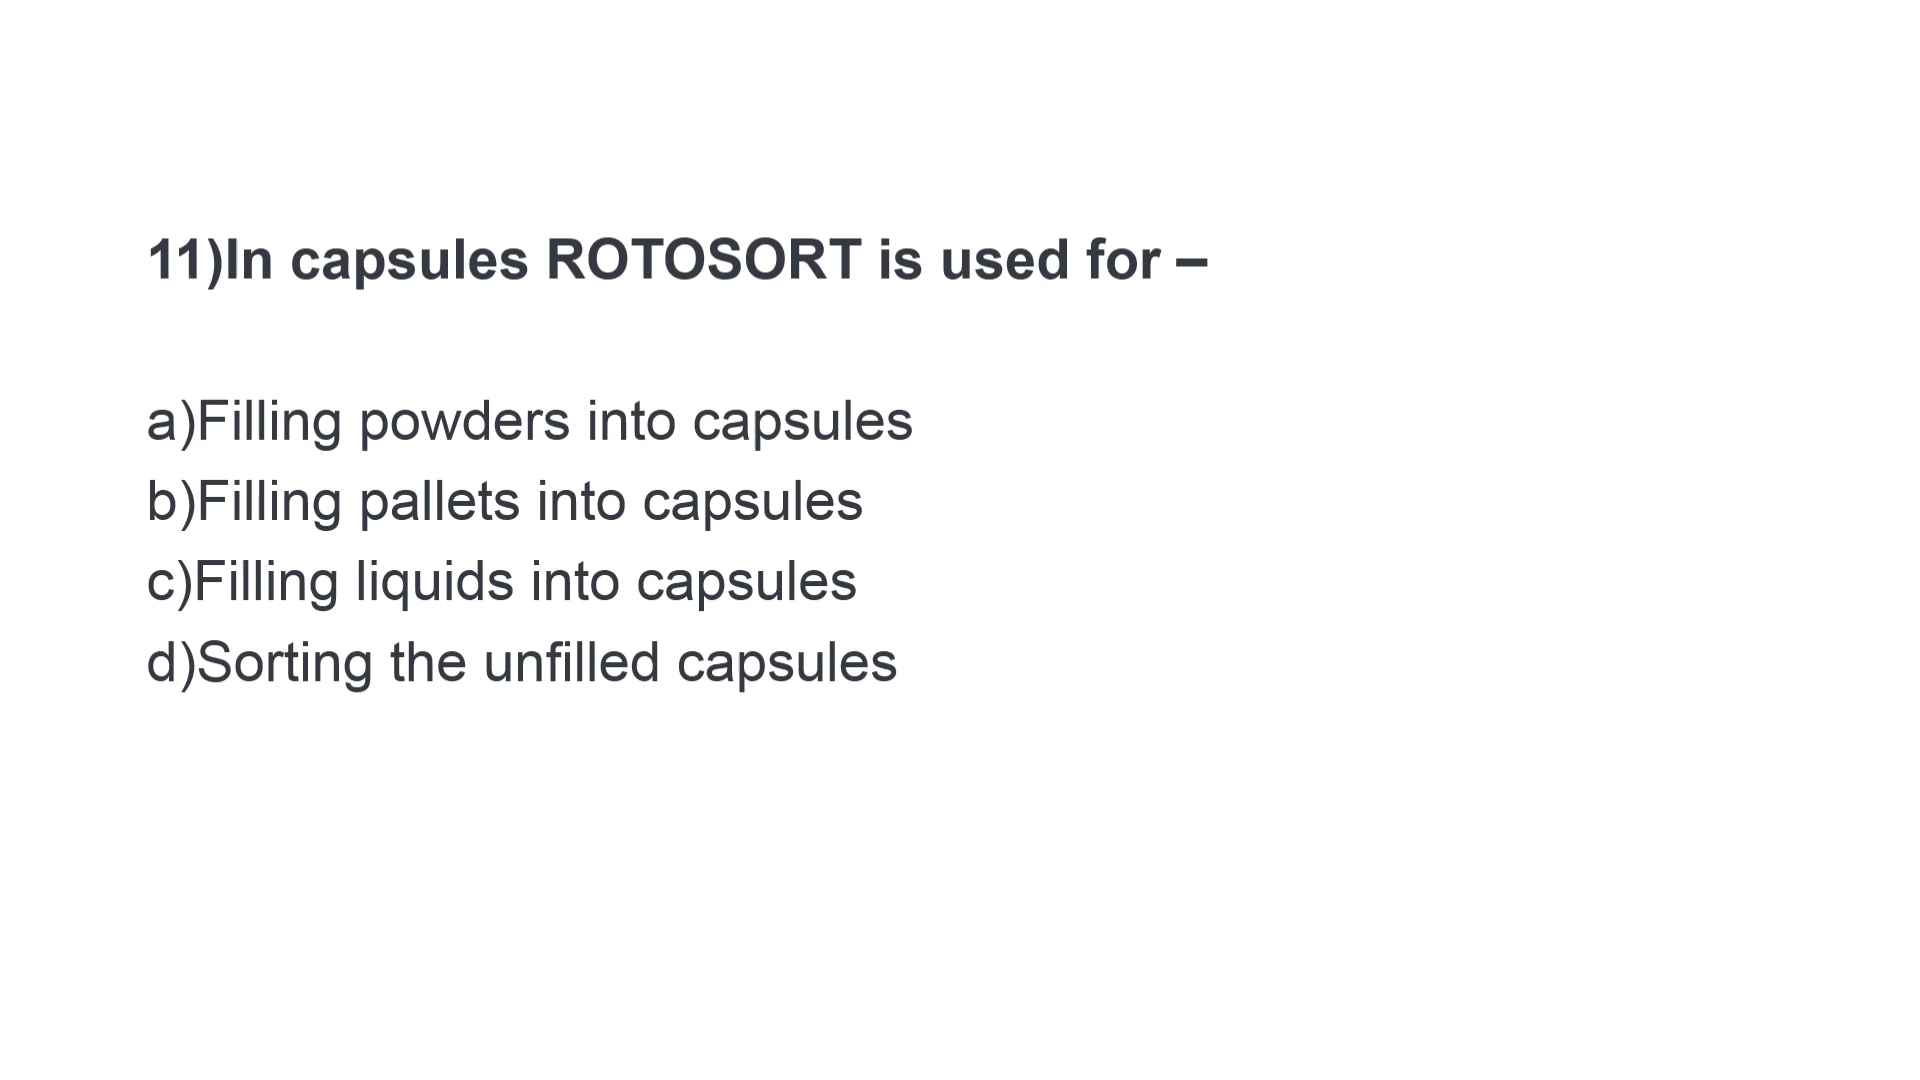 11)In capsules ROTOSORT is used for –
a)Filling powders into capsules
b)Filling pallets into capsules
c)Filling liquids into capsules
d)Sorting the unfilled capsules